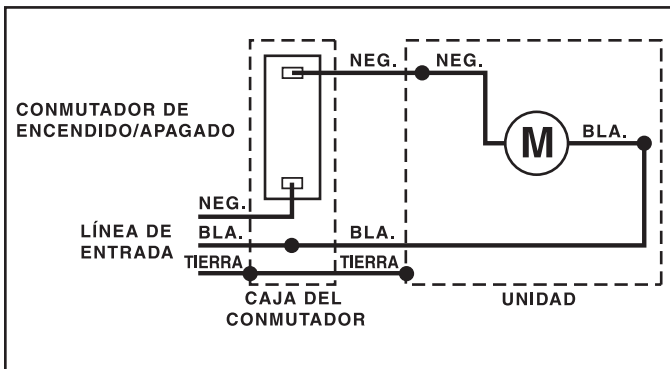 NEG.
NEG.
CONMUTADOR DE
ENCENDIDO/APAGADO
M
BLA.
NEG.
LÍNEA DE
ENTRADA
BLA.
BLA.
TIERRA
TIERRA
CAJA DEL
CONMUTADOR
UNIDAD